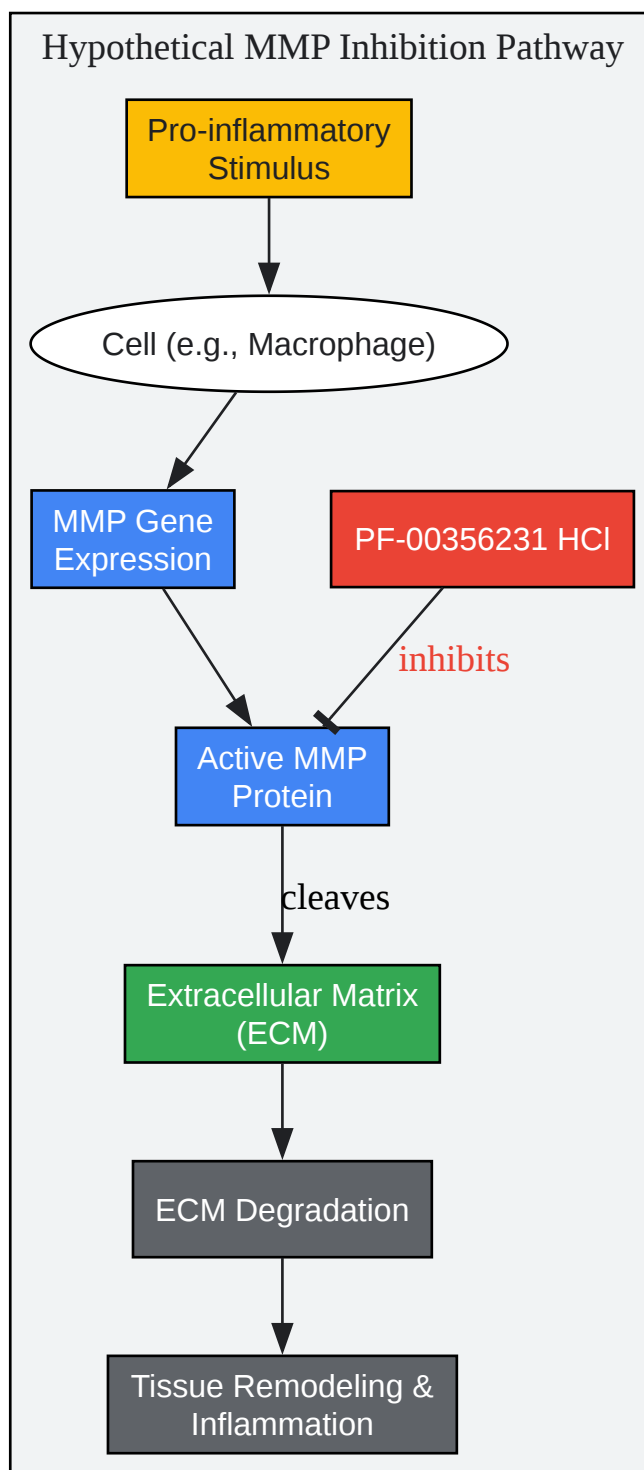 Hypothetical MMP Inhibition Pathway
Pro-inflammatory
Stimulus
Cell (e.g., Macrophage)
MMP Gene
Expression
PF-00356231 HCl
inhibits
Active MMP
Protein
cleaves
Extracellular Matrix
(ECM)
ECM Degradation
Tissue Remodeling &
Inflammation